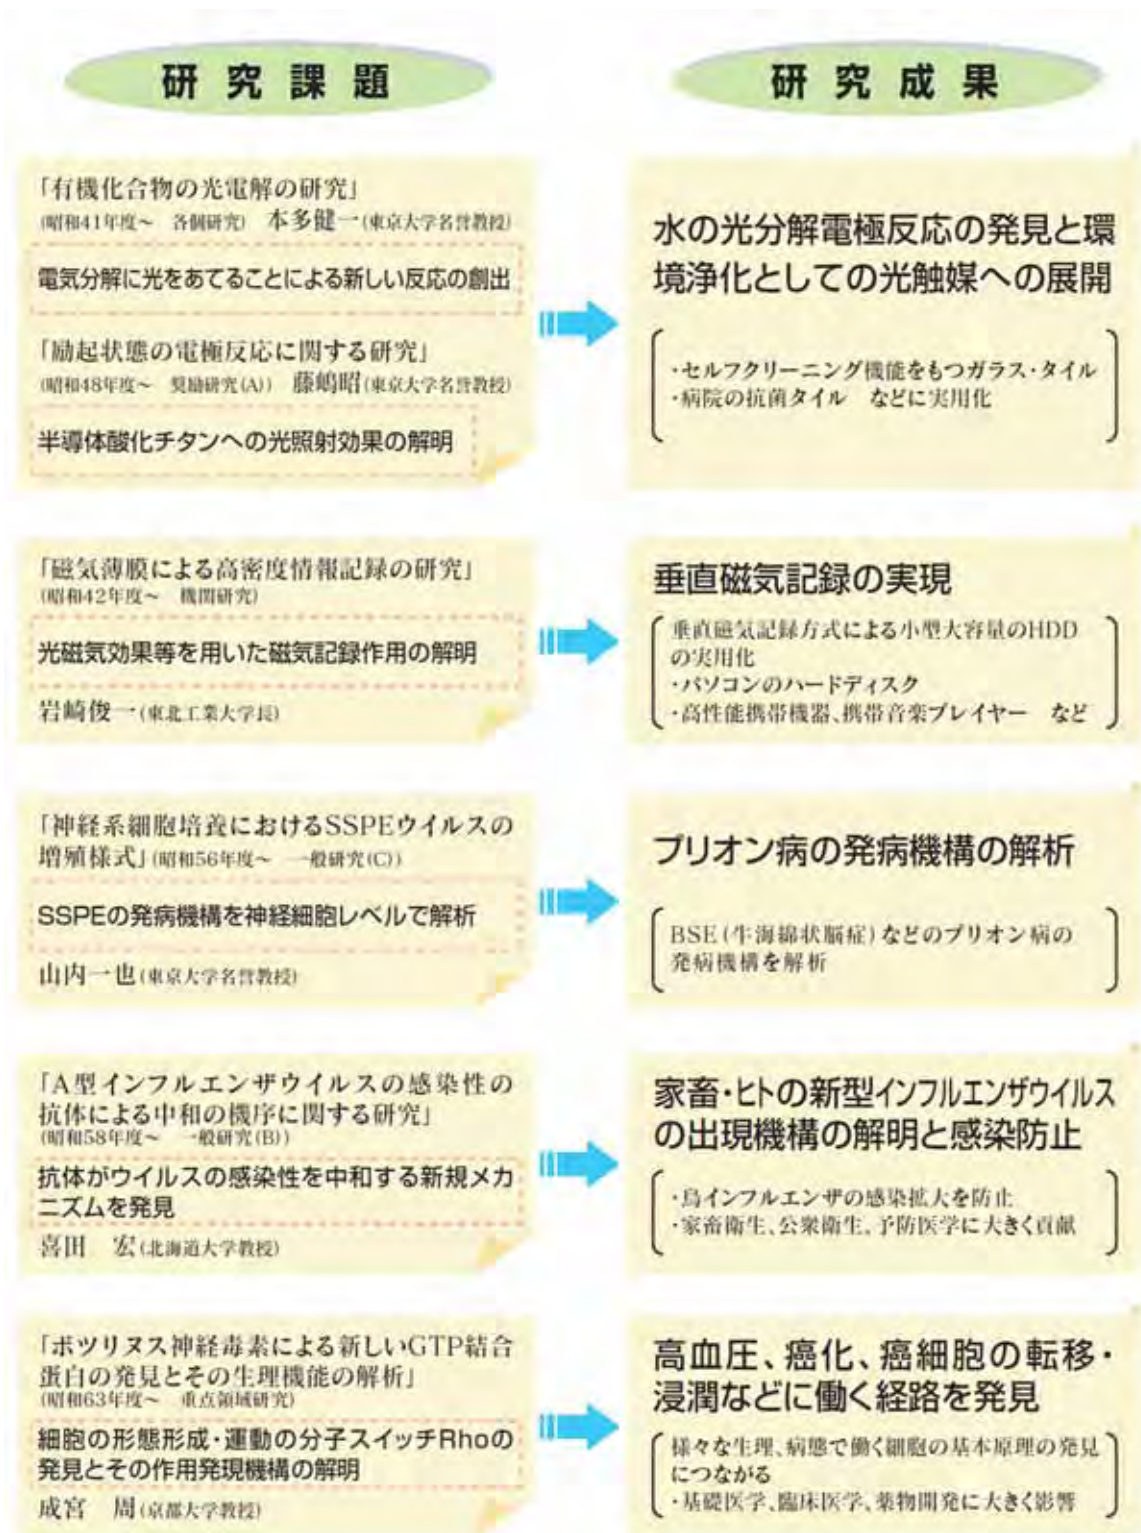 研究課題
研究成果
「有機化合物の光電解の研究」
(昭和41年度〜 各個研究) 本多健一(東京大学名誉教授)
電気分解に光をあてることによる新しい反応の創出
「励起状態の電極反応に関する研究」
(昭和48年度〜 奨励研究(A)) 藤嶋昭(東京大学名誉教授)
半導体酸化チタンへの光照射効果の解明
水の光分解電極反応の発見と環
境浄化としての光触媒への展開
・セルフクリーニング機能をもつガラス・タイル
・病院の抗菌タイル などに実用化
「磁気薄膜による高密度情報記録の研究」
(昭和42年度〜 機関研究)
光磁気効果等を用いた磁気記録作用の解明
岩崎俊一(東北工業大学長)
垂直磁気記録の実現
垂直磁気記録方式による小型大容量のHDD
の実用化
・パソコンのハードディスク
・高性能携帯機器、携帯音楽プレイヤー など
「神経系細胞培養におけるSSPEウイルスの
増殖様式」(昭和56年度〜 一般研究(C))
SSPEの発病機構を神経細胞レベルで解析
山内一也(東京大学名誉教授)
プリオン病の発病機構の解析
BSE(牛海綿状脳症)などのプリオン病の
発病機構を解析
「A型インフルエンザウイルスの感染性の
抗体による中和の機序に関する研究」
(昭和58年度〜 一般研究(B))
抗体がウイルスの感染性を中和する新規メカ
ニズムを発見
喜田 宏(北海道大学教授)
家畜・ヒトの新型インフルエンザウイルス
の出現機構の解明と感染防止
・鳥インフルエンザの感染拡大を防止
・家畜衛生、公衆衛生、予防医学に大きく貢献
「ボツリヌス神経毒素による新しいGTP結合
蛋白の発見とその生理機能の解析」
(昭和63年度〜 重点領域研究)
細胞の形態形成・運動の分子スイッチRhoの
発見とその作用発現機構の解明
成宮 周(京都大学教授)
高血圧、癌化、癌細胞の転移・
浸潤などに働く経路を発見
様々な生理、病態で働く細胞の基本原理の発見
につながる
・基礎医学、臨床医学、薬物開発に大きく影響